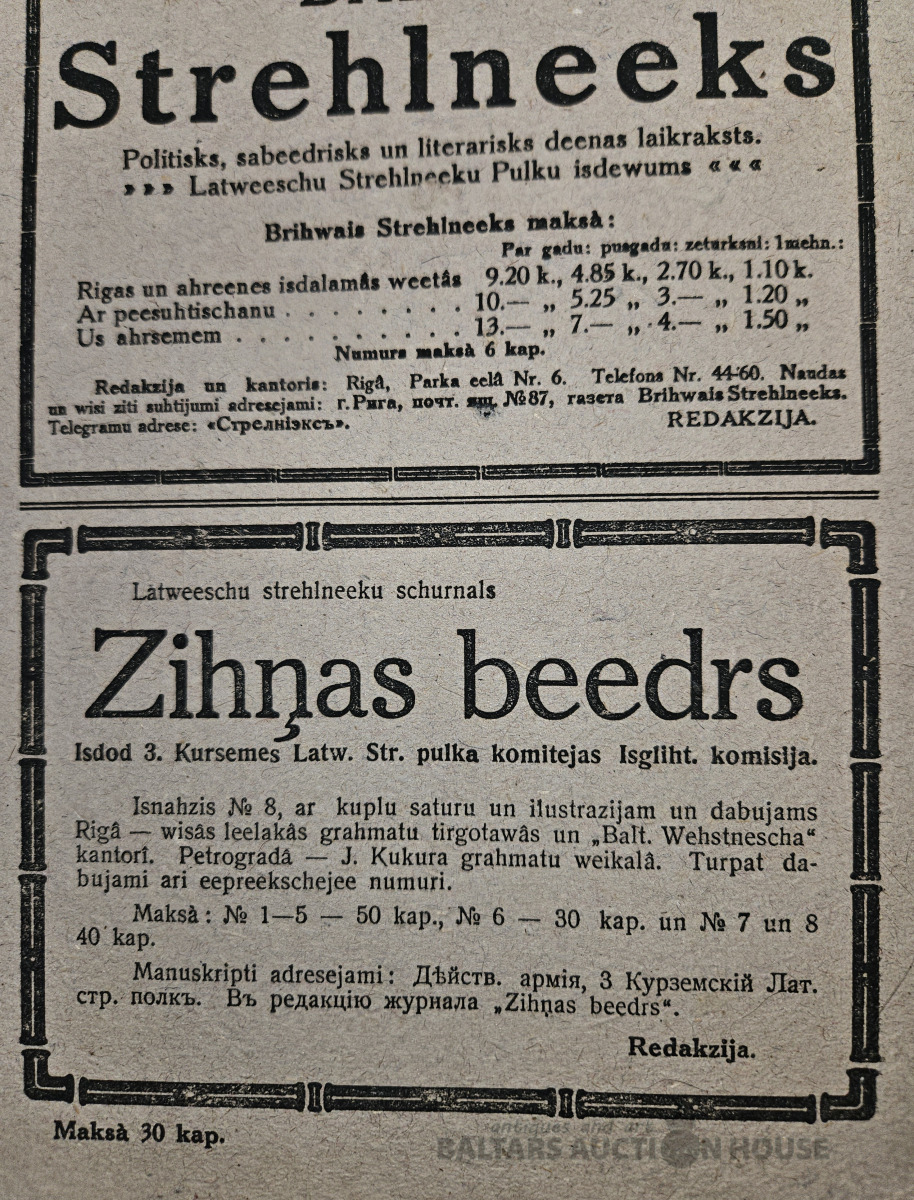 Strehlneeks
Politisks, sabeedrisks un literarisks deenas laikraksts.
» » » Latweeschu Strehlneeku Pulku isdewums « « «
Brihwais Strehlneeks maksà:
Par gadu: pusgadu: zeturksni: 1 mehn.:
Rigas un ahreenes isdalamâs weetâs 9.20 k., 4.85 k., 2.70 k., 1.10 k.
Ar peesuhtischanu . . . . . . . . 10.— „ 5.25 „ 3.— „ 1.20 „
Us ahrsemem . . . . . . . . . . 13.— „ 7.— „ 4.— „ 1.50 „
Numurs maksà 6 kap.
Redakzija un kantoris: Rigâ, Parka eelâ Nr. 6. Telefons Nr. 44-60. Naudas
un wisi ziti suhtijumi adresejami: г. Рига, почт. ящ. №87, газета Brihwais Strehlneeks.
Telegramu adrese: «Стрелніэксъ». REDAKZIJA.
Latweeschu strehlneeku schurnals
Zihņas beedrs
Isdod 3. Kursemes Latw. Str. pulka komitejas Isgliht. komisija.
Isnahzis № 8, ar kuplu saturu un ilustrazijam un dabujams
Rigâ — wisâs leelakâs grahmatu tirgotawâs un „Balt. Wehstnescha“
kantorî. Petrogradâ — J. Kukura grahmatu weikalâ. Turpat da-
bujami ari eepreekschejee numuri.
Maksà: № 1—5 — 50 kap., № 6 — 30 kap. un № 7 un 8
40 kap.
Manuskripti adresejami: Дѣйств. армія, 3 Курземскій Лат.
стр. полкъ. Въ редакцію журнала „Zihņas beedrs“.
Redakzija.
Maksà 30 kap.
antiques and art
BALTARS AUCTION HOUSE